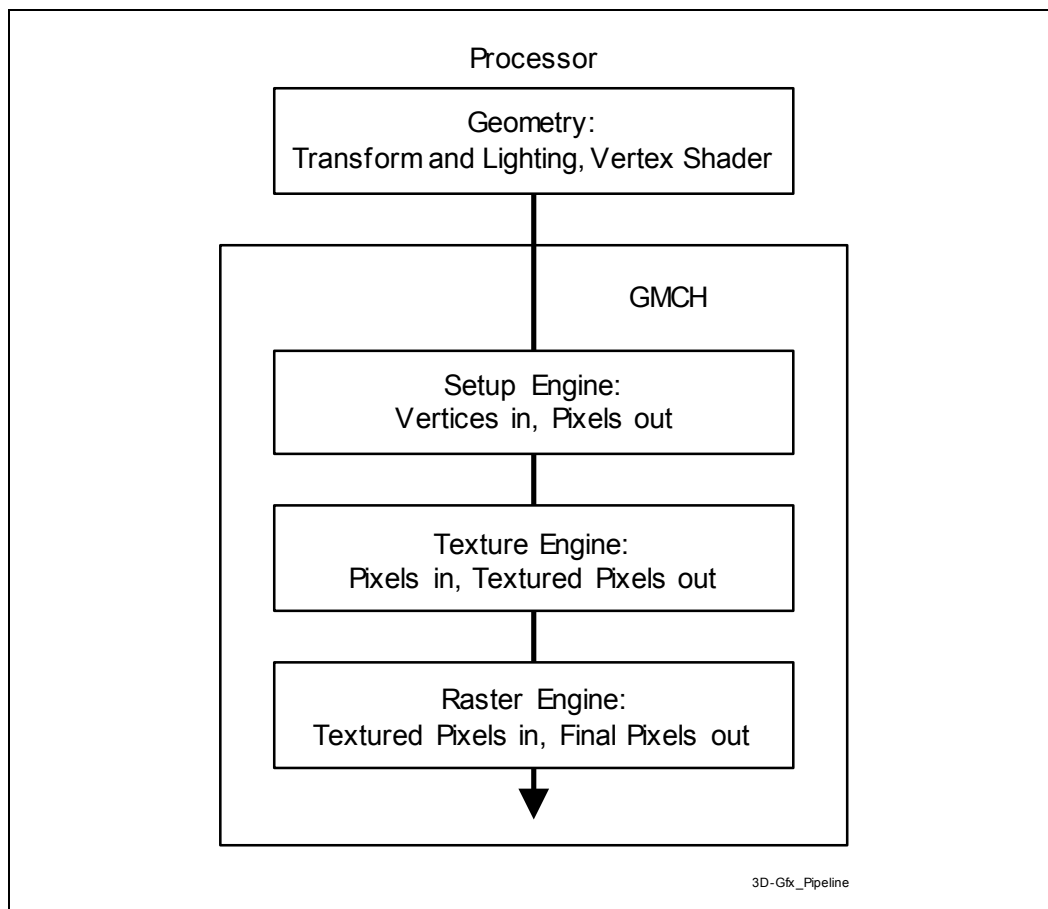 Processor
Geometry:
Transform and Lighting, Vertex Shader
GMCH
Setup Engine:
Vertices in, Pixels out
Texture Engine:
Pixels in, Textured Pixels out
Raster Engine:
Textured Pixels in, Final Pixels out
3D-Gfx_Pipeline